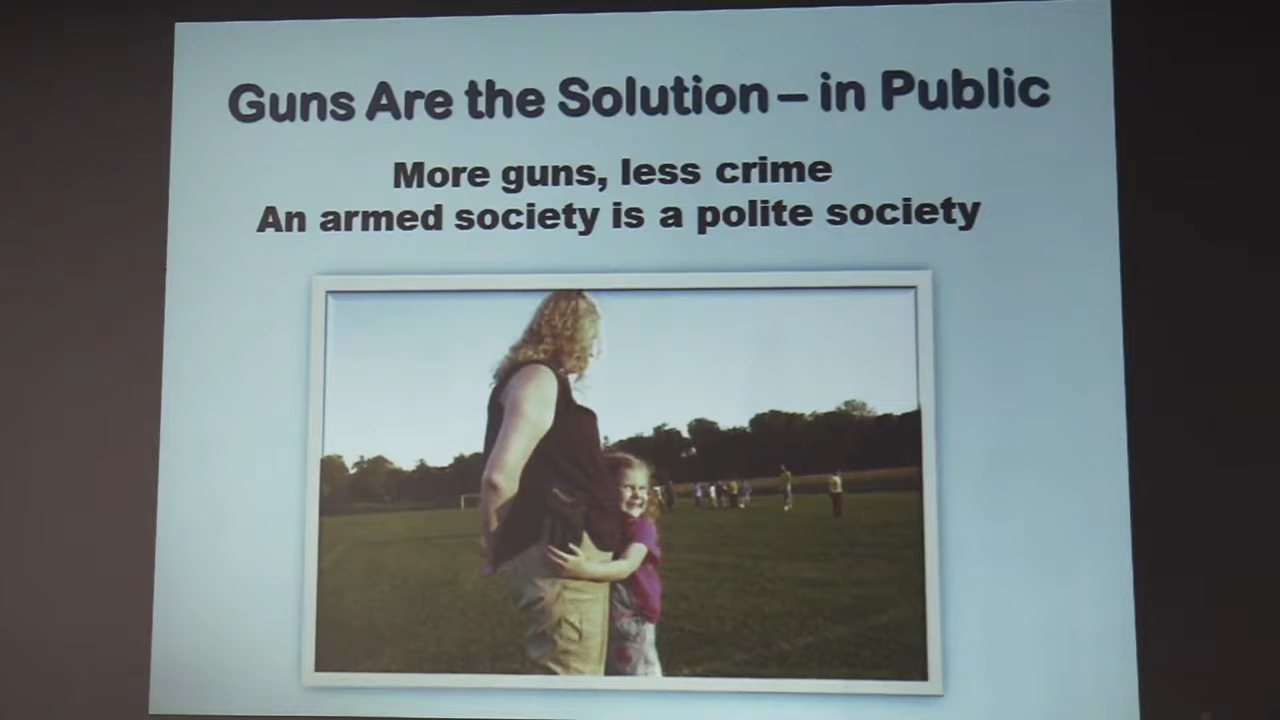 Guns Are the Solution – in Public
More guns, less crime
An armed society is a polite society